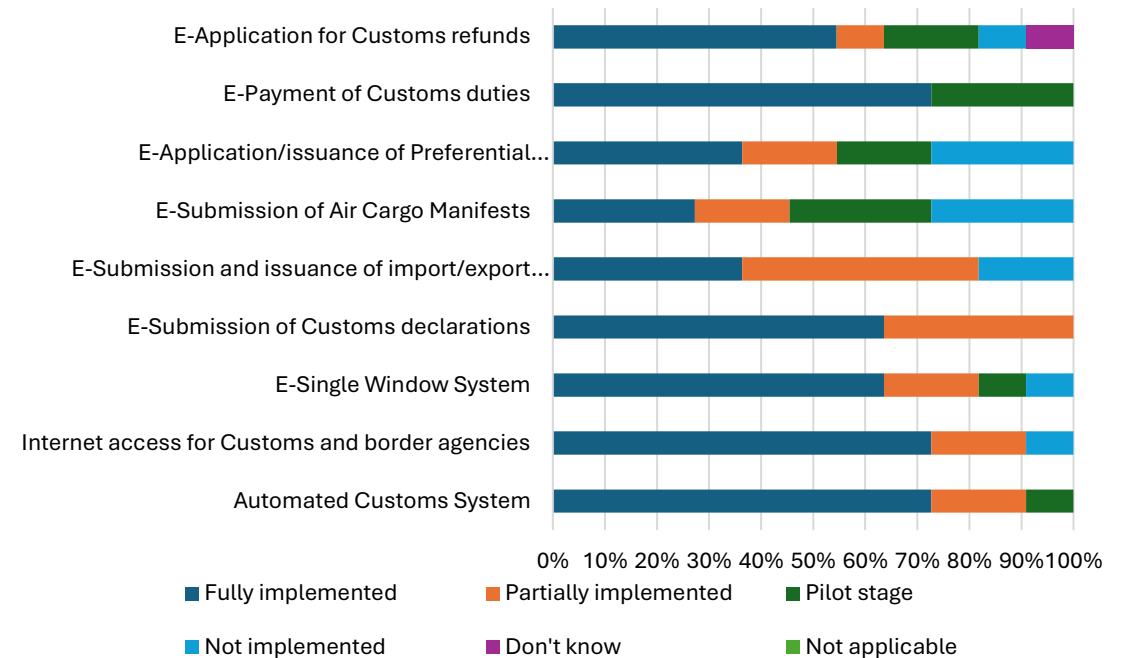 E-Application for Customs refunds
E-Payment of Customs duties
E-Application/issuance of Preferential...
E-Submission of Air Cargo Manifests
E-Submission and issuance of import/export...
E-Submission of Customs declarations
E-Single Window System
Internet access for Customs and border agencies
Automated Customs System
0% 10% 20% 30% 40% 50% 60% 70% 80% 90% 100%
Fully implemented Partially implemented Pilot stage
Not implemented Don't know Not applicable